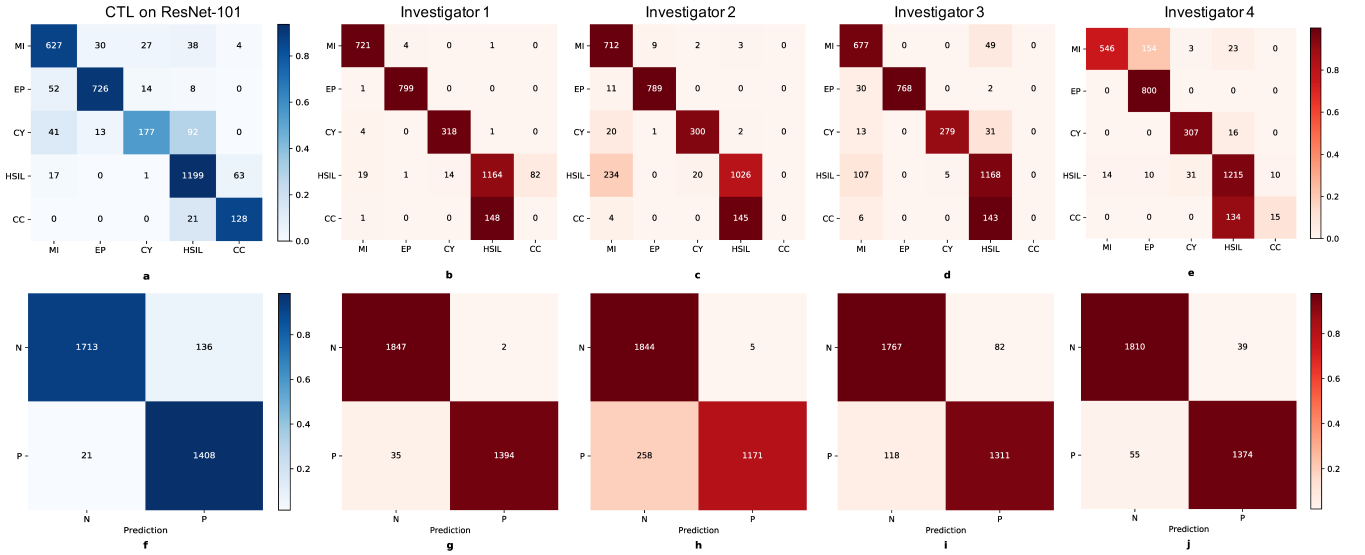 CTL on ResNet-101 Investigator 1 Investigator 2 Investigator 3 Investigator 4
MI 627 30 27 38 4
EP 52 726 14 8 0
CY 41 13 177 92 0
HSIL 17 0 1 1199 63
CC 0 0 0 21 128
MI EP CY HSIL CC
0.8
0.6
0.4
0.2
0.0
a
MI 721 4 0 1 0
EP 1 799 0 0 0
CY 4 0 318 1 0
HSIL 19 1 14 1164 82
CC 1 0 0 148 0
MI EP CY HSIL CC
b
MI 712 9 2 3 0
EP 11 789 0 0 0
CY 20 1 300 2 0
HSIL 234 0 20 1026 0
CC 4 0 0 145 0
MI EP CY HSIL CC
c
MI 677 0 0 49 0
EP 30 768 0 2 0
CY 13 0 279 31 0
HSIL 107 0 5 1168 0
CC 6 0 0 143 0
MI EP CY HSIL CC
d
MI 546 154 3 23 0
EP 0 800 0 0 0
CY 0 0 307 16 0
HSIL 14 10 31 1215 10
CC 0 0 0 134 15
MI EP CY HSIL CC
0.8
0.6
0.4
0.2
0.0
e
N 1713 136
P 21 1408
N P
Prediction
0.8
0.6
0.4
0.2
f
N 1847 2
P 35 1394
N P
Prediction
g
N 1844 5
P 258 1171
N P
Prediction
h
N 1767 82
P 118 1311
N P
Prediction
i
N 1810 39
P 55 1374
N P
Prediction
0.8
0.6
0.4
0.2
j